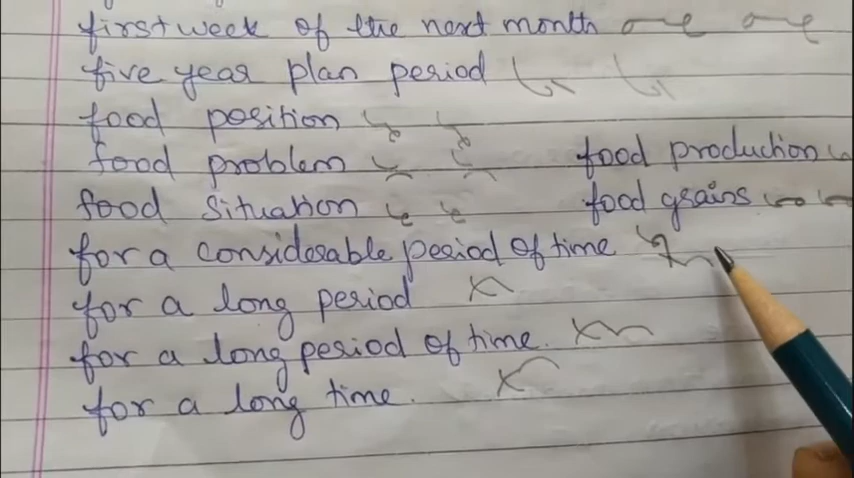 first week of the next month
five year plan period
food position
food problem food production
food situation food grains
for a considerable period of time
for a long period
for a long period of time.
for a long time.